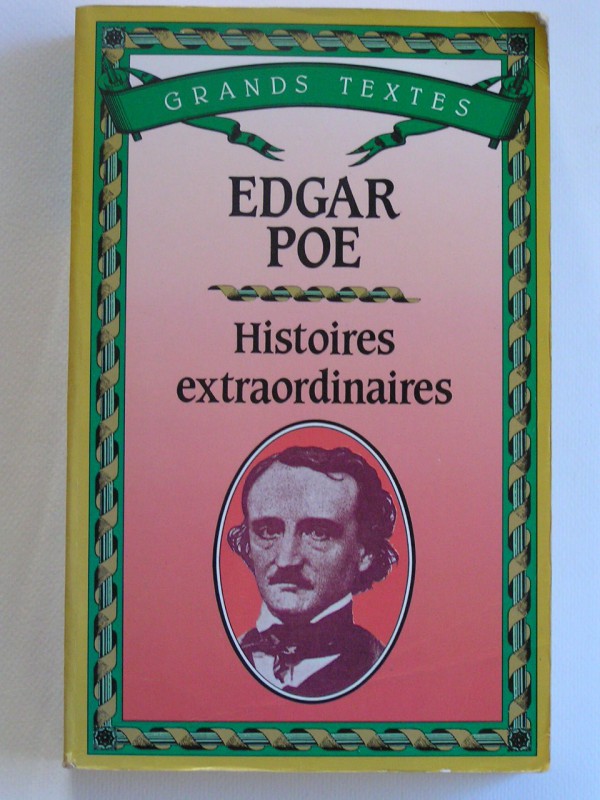 GRANDS TEXTES
EDGAR
POE
Histoires
extraordinaires